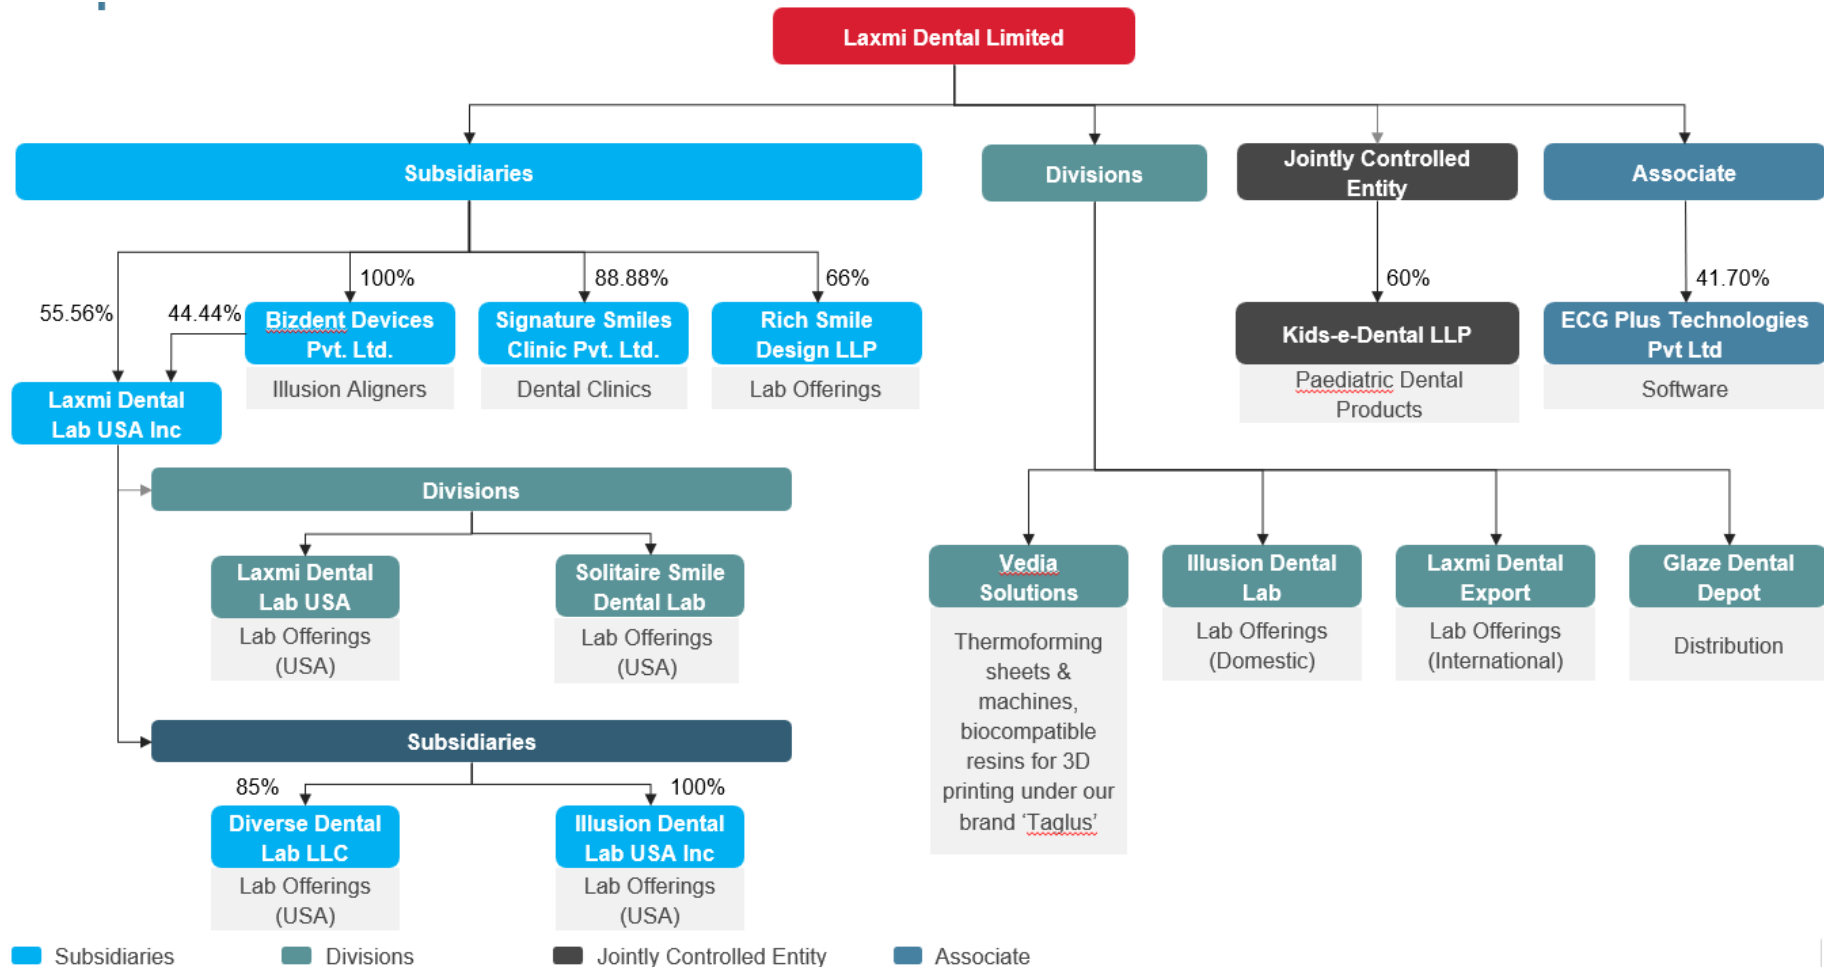 Laxmi Dental Limited
Subsidiaries
Divisions
Jointly Controlled
Entity
Associate
55.56%
44.44%
100%
88.88%
66%
60%
41.70%
Bizdent Devices
Pvt. Ltd.
Illusion Aligners
Signature Smiles
Clinic Pvt. Ltd.
Dental Clinics
Rich Smile
Design LLP
Lab Offerings
Kids-e-Dental LLP
Paediatric Dental
Products
ECG Plus Technologies
Pvt Ltd
Software
Laxmi Dental
Lab USA Inc
Divisions
Laxmi Dental
Lab USA
Lab Offerings
(USA)
Solitaire Smile
Dental Lab
Lab Offerings
(USA)
Vedia
Solutions
Thermoforming
sheets &
machines,
biocompatible
resins for 3D
printing under our
brand ‘Taglus’
Illusion Dental
Lab
Lab Offerings
(Domestic)
Laxmi Dental
Export
Lab Offerings
(International)
Glaze Dental
Depot
Distribution
Subsidiaries
85%
100%
Diverse Dental
Lab LLC
Lab Offerings
(USA)
Illusion Dental
Lab USA Inc
Lab Offerings
(USA)
Subsidiaries
Divisions
Jointly Controlled Entity
Associate